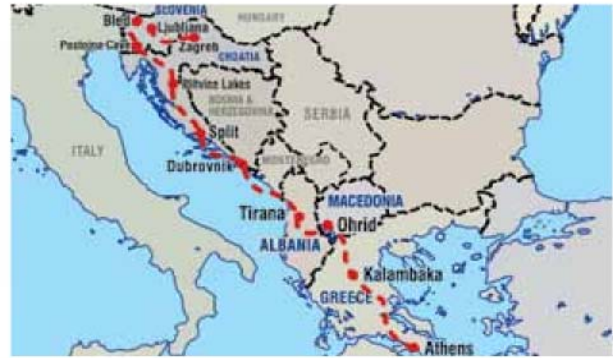 SLOVENIA
HUNGARY
Bled
Ljubljana
Zagreb
Postojna Cave
CROATIA
Plitvice Lakes
BOSNIA &
HERZEGOVINA
SERBIA
ITALY
Split
MONTENEGRO
Dubrovnik
MACEDONIA
Tirana
Ohrid
ALBANIA
Kalambaka
GREECE
Athens